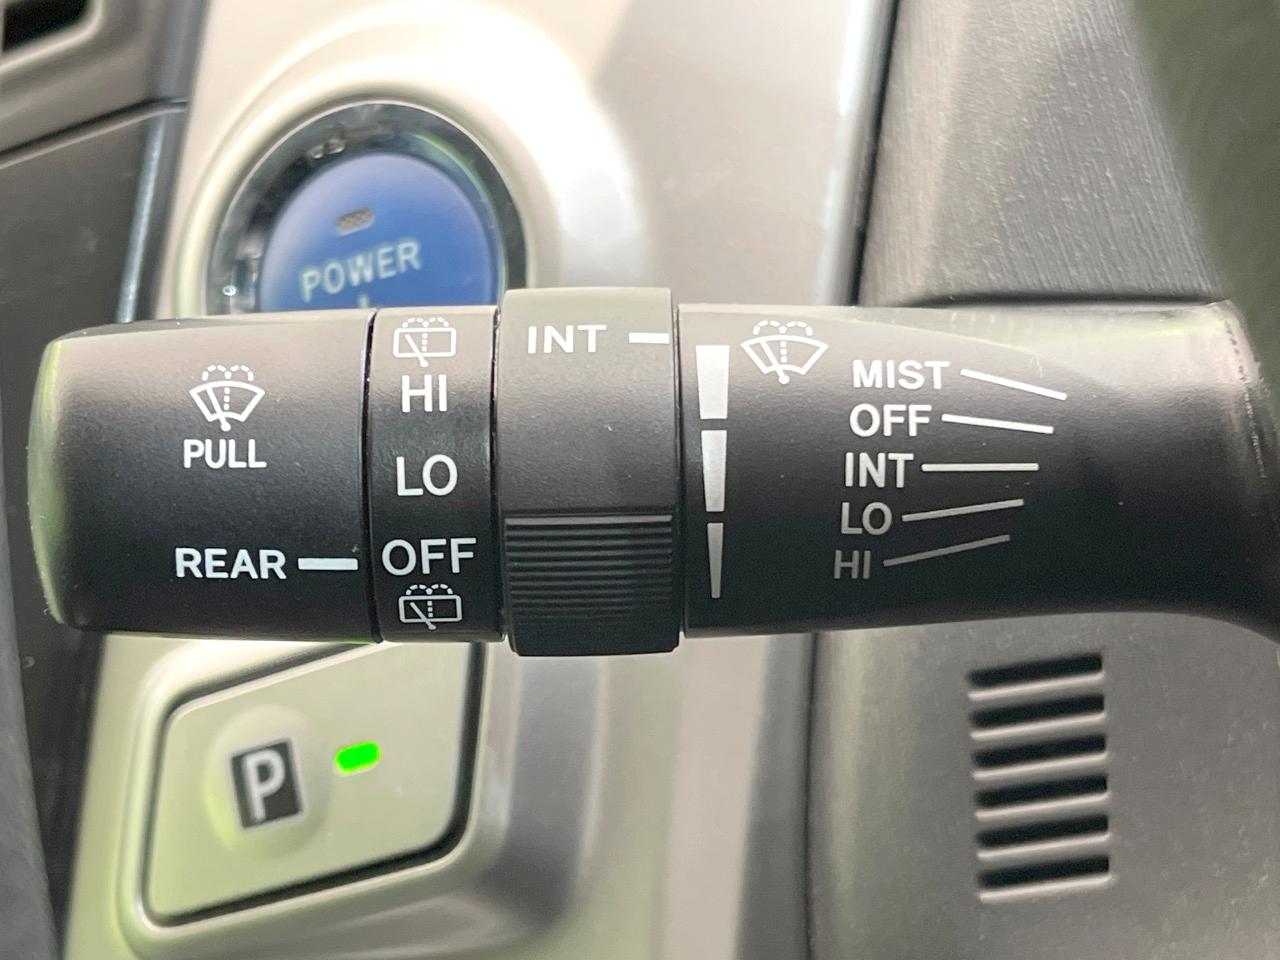 POWER
PULL
REAR
HI
LO
OFF
INT
MIST
OFF
INT
LO
HI
P